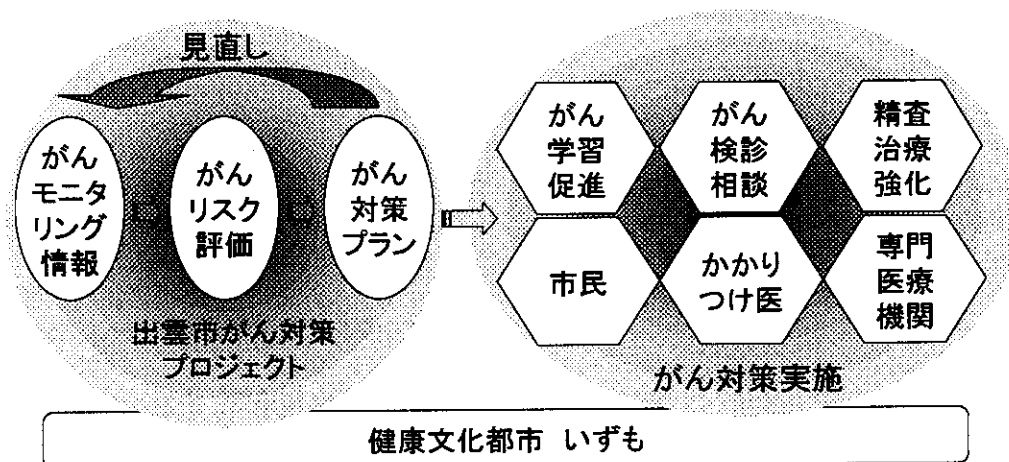 見直し
がん
モニタ
リング
情報
がん
リスク
評価
がん
対策
プラン
出雲市がん対策
プロジェクト
がん
学習
促進
がん
検診
相談
精査
治療
強化
市民
かかり
つけ医
専門
医療
機関
がん対策実施
健康文化都市 いずも